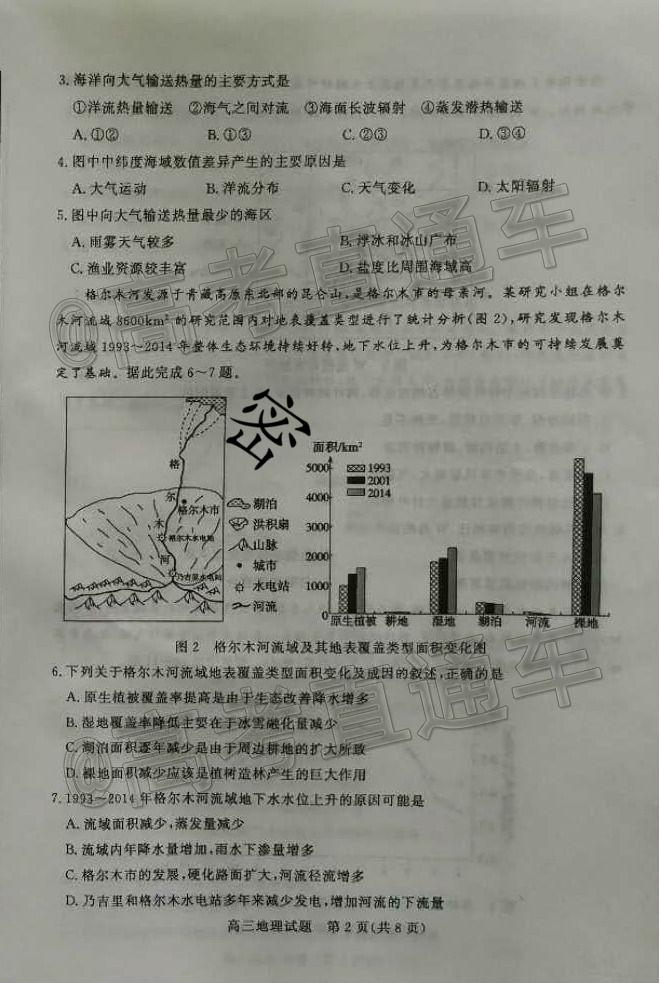 3.海洋向大气输送热量的主要方式是
①洋流热量输送 ②海气之间对流 ③海面长波辐射 ④蒸发潜热输送
A.①② B.①③ C.②③ D.③④
4.图中中纬度海域数值差异产生的主要原因是
A.大气运动 B.洋流分布 C.天气变化 D.太阳辐射
5.图中向大气输送热量最少的海区
A.雨雾天气较多 B.浮冰和冰山广布
C.渔业资源较丰富 D.盐度比周围海域高
格尔木河发源于青藏高原东北部的昆仑山,是格尔木市的母亲河。某研究小组在格尔
木河流域8600km²的研究范围内对地表覆盖类型进行了统计分析(图2),研究发现格尔木
河流域1993~2014年整体生态环境持续好转,地下水位上升,为格尔木市的可持续发展奠
定了基础。据此完成6~7题。
密
格
尔
木
河
格尔木市
格尔木水电站
乃吉里水电站
湖泊
洪积扇
山脉
城市
水电站
河流
面积/km²
5000
4000
3000
2000
1000
0
1993
2001
2014
原生植被 耕地 湿地 湖泊 河流 裸地
图2 格尔木河流域及其地表覆盖类型面积变化图
6.下列关于格尔木河流域地表覆盖类型面积变化及成因的叙述,正确的是
A.原生植被覆盖率提高是由于生态改善降水增多
B.湿地覆盖率降低主要在于冰雪融化量减少
C.湖泊面积逐年减少是由于周边耕地的扩大所致
D.裸地面积减少应该是植树造林产生的巨大作用
7.1993~2014年格尔木河流域地下水水位上升的原因可能是
A.流域面积减少,蒸发量减少
B.流域内年降水量增加,雨水下渗量增多
C.格尔木市的发展,硬化路面扩大,河流径流增多
D.乃吉里和格尔木水电站多年来减少发电,增加河流的下流量
高三地理试题 第2页(共8页)
@高考直通车
@高考直通车